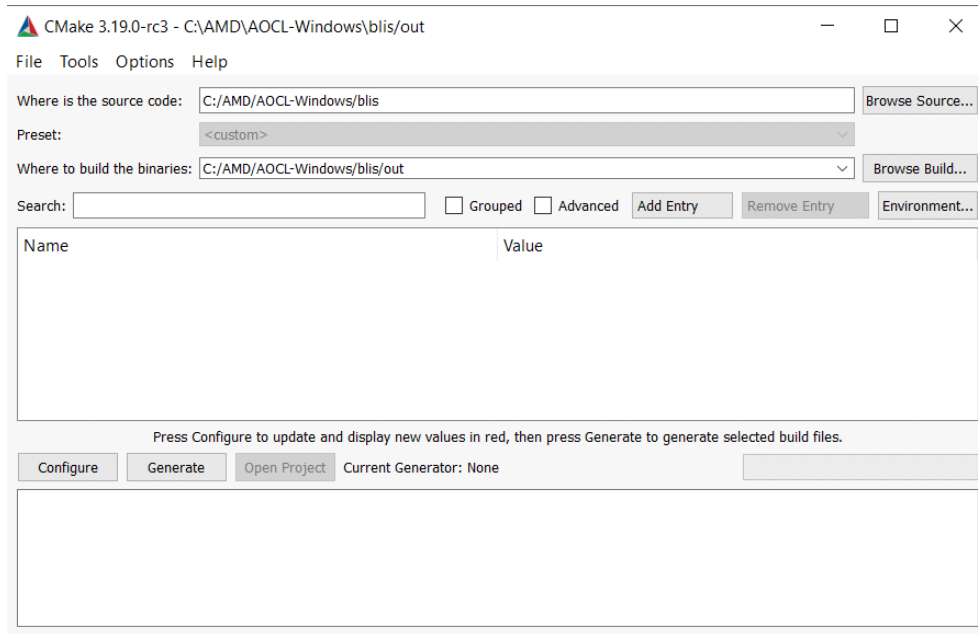 CMake 3.19.0-rc3 - C:\AMD\AOCL-Windows\blis/out
File Tools Options Help
Where is the source code: C:/AMD/AOCL-Windows/blis Browse Source...
Preset: <custom>
Where to build the binaries: C:/AMD/AOCL-Windows/blis/out Browse Build...
Search: Grouped Advanced Add Entry Remove Entry Environment...
Name Value
Press Configure to update and display new values in red, then press Generate to generate selected build files.
Configure Generate Open Project Current Generator: None